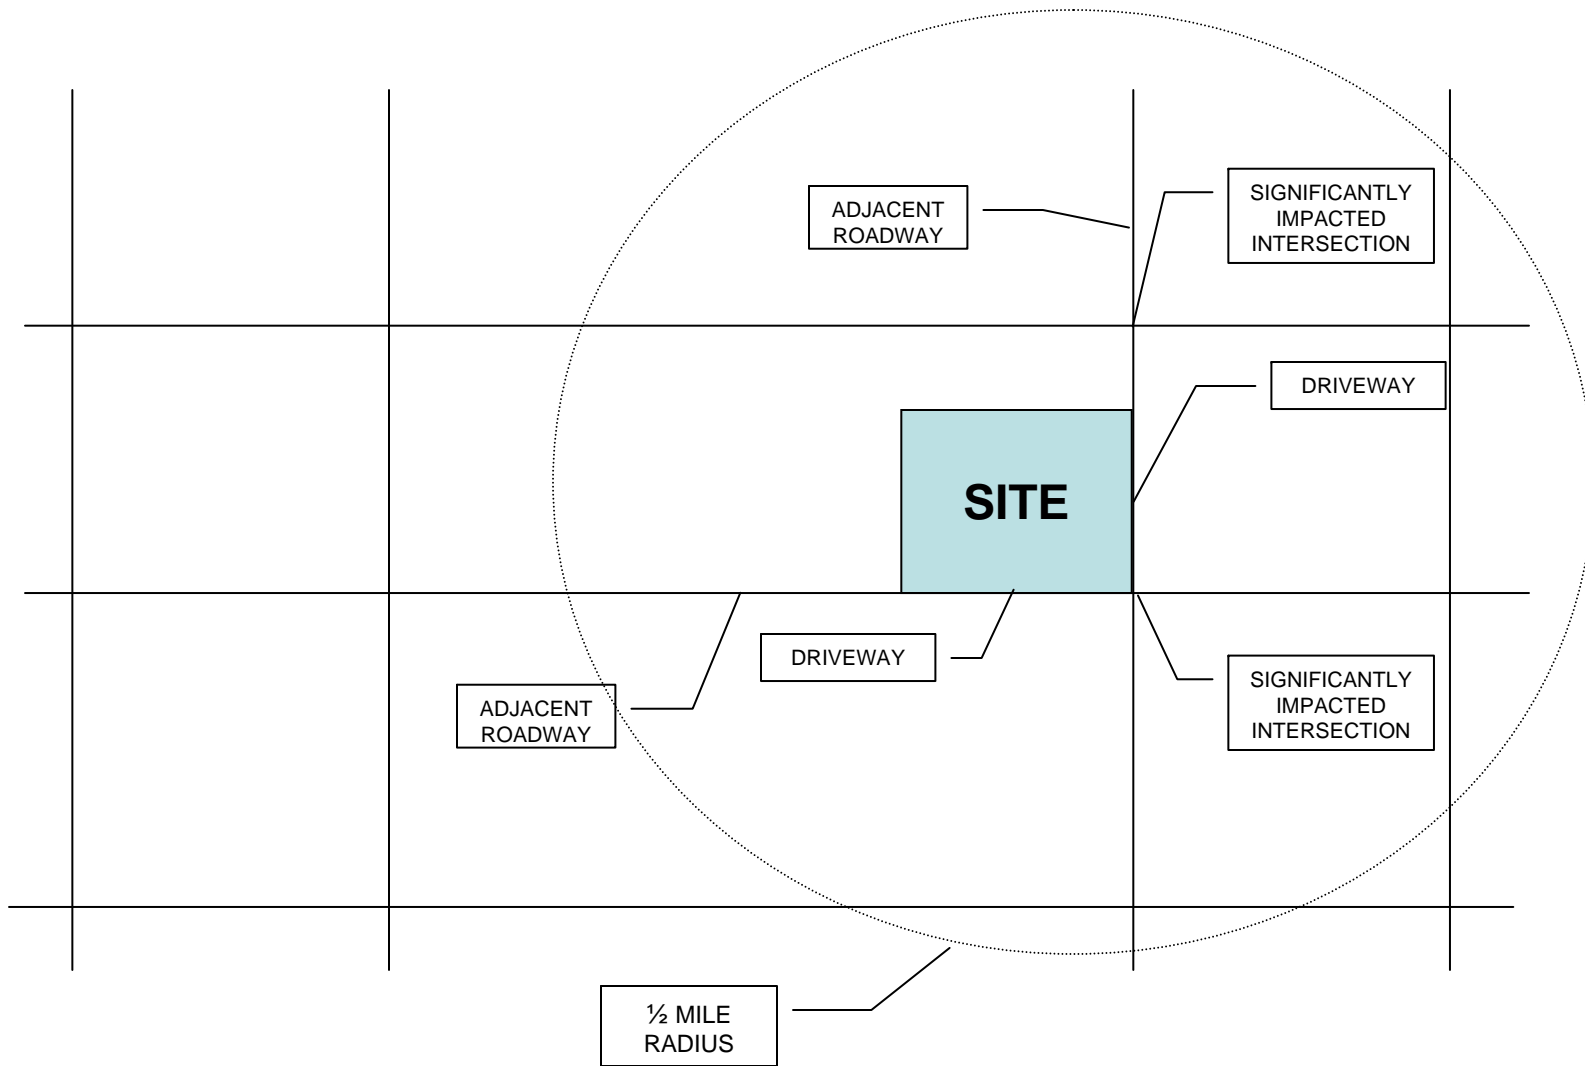 ADJACENT
ROADWAY
SIGNIFICANTLY
IMPACTED
INTERSECTION
DRIVEWAY
SITE
DRIVEWAY
ADJACENT
ROADWAY
SIGNIFICANTLY
IMPACTED
INTERSECTION
½ MILE
RADIUS